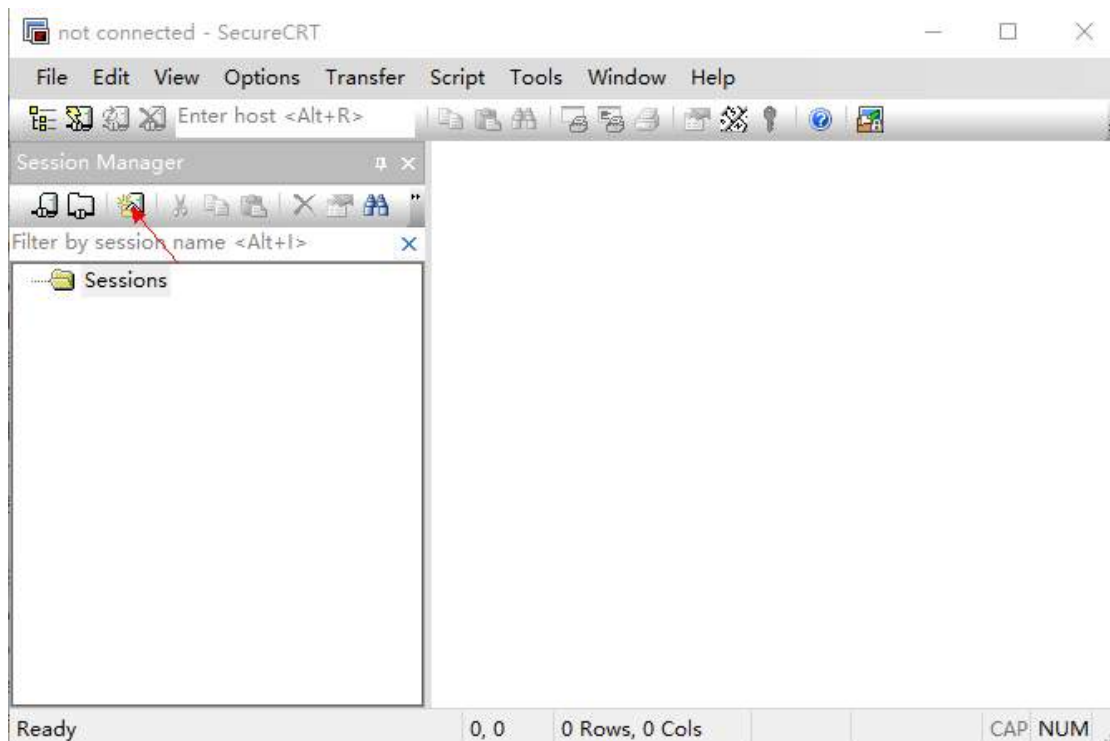 not connected - SecureCRT
File Edit View Options Transfer Script Tools Window Help
Enter host <Alt+R>
Session Manager
Filter by session name <Alt+I>
Sessions
Ready 0, 0 0 Rows, 0 Cols CAP NUM